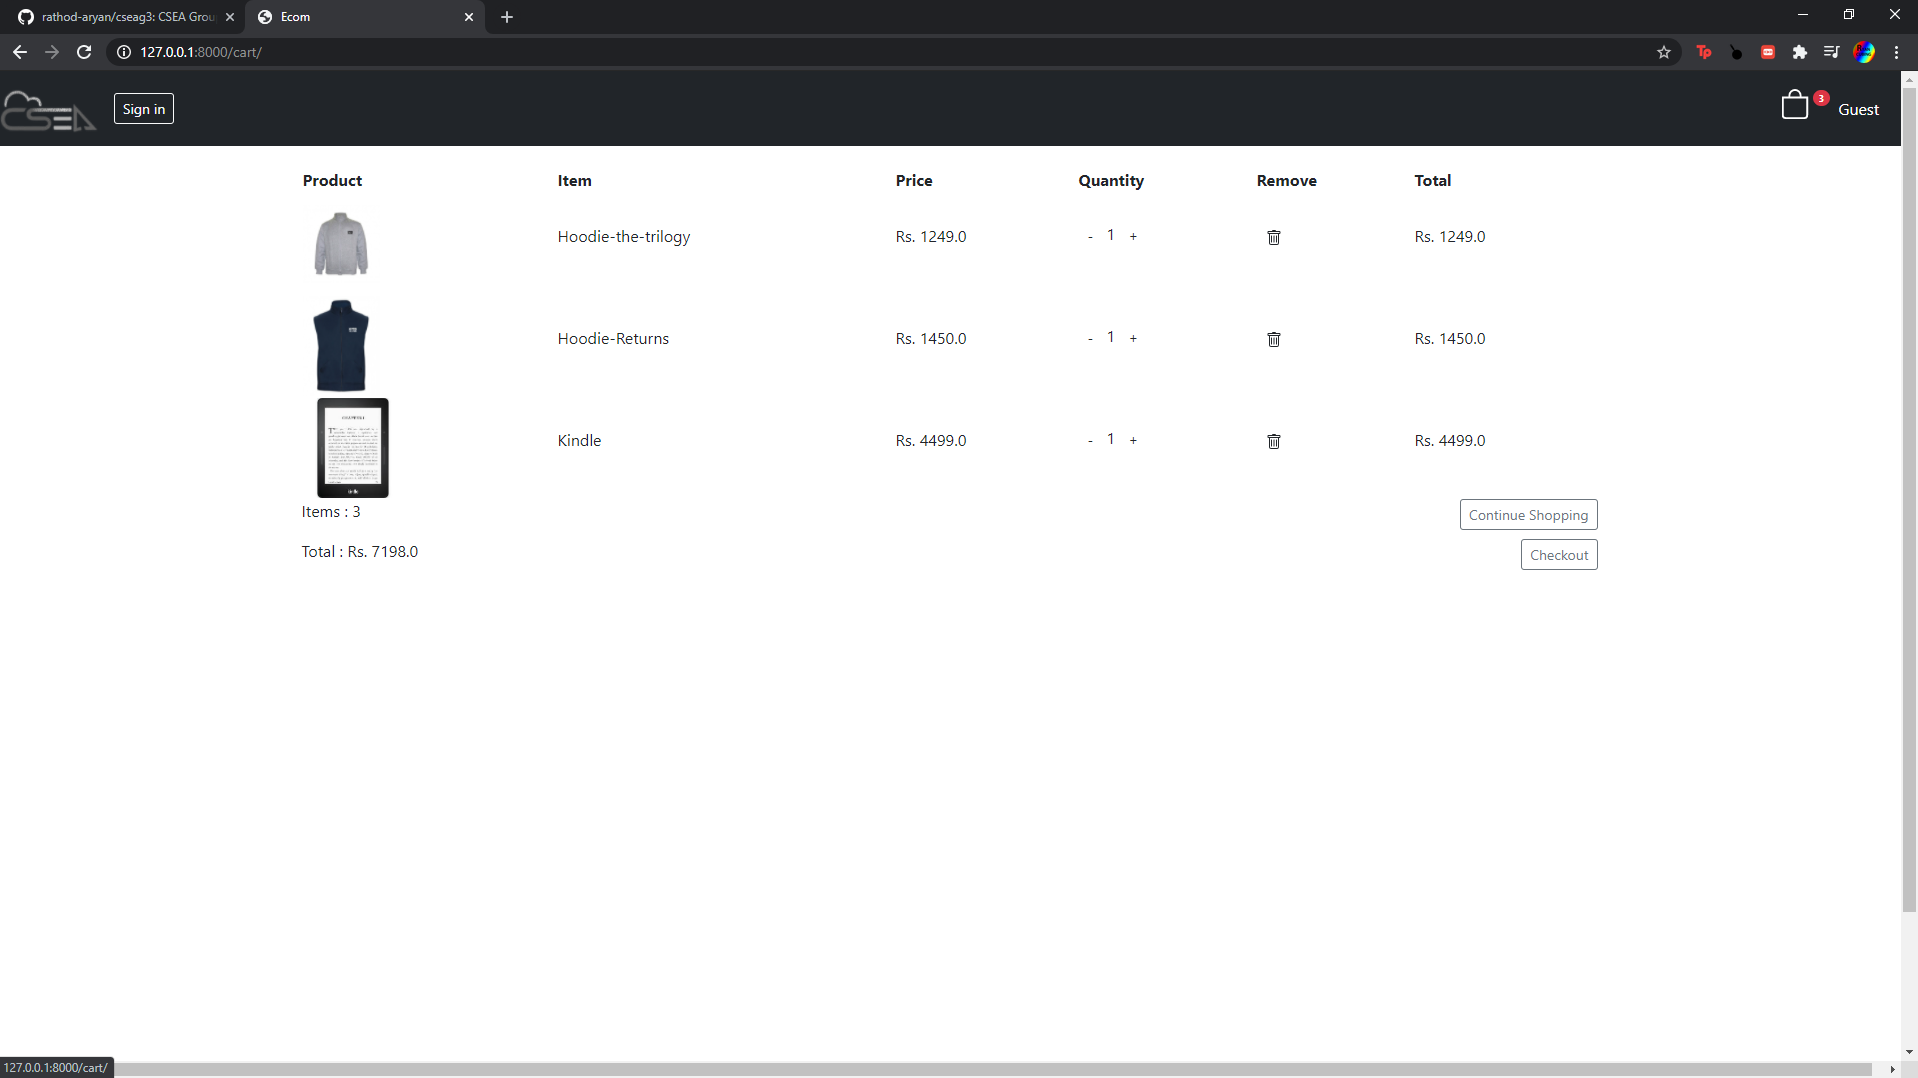 rathod-aryan/cseag3: CSEA Grou
Ecom
127.0.0.1:8000/cart/
CSEA
Sign in
3
Guest
Product Item Price Quantity Remove Total
Hoodie-the-trilogy Rs. 1249.0 - 1 + Rs. 1249.0
Hoodie-Returns Rs. 1450.0 - 1 + Rs. 1450.0
Kindle Rs. 4499.0 - 1 + Rs. 4499.0
Items : 3
Continue Shopping
Total : Rs. 7198.0
Checkout
127.0.0.1:8000/cart/